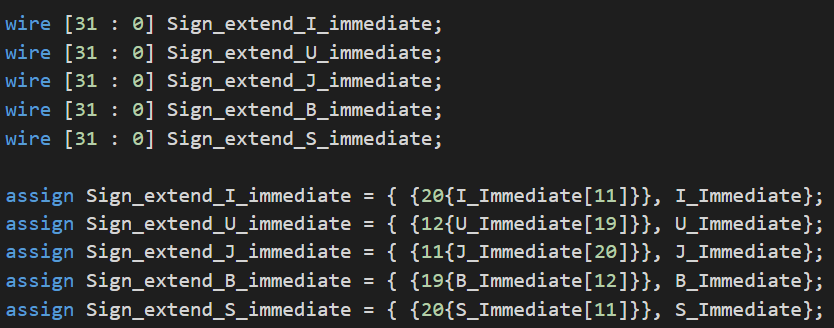 wire [31 : 0] Sign_extend_I_immediate;
wire [31 : 0] Sign_extend_U_immediate;
wire [31 : 0] Sign_extend_J_immediate;
wire [31 : 0] Sign_extend_B_immediate;
wire [31 : 0] Sign_extend_S_immediate;
assign Sign_extend_I_immediate = { {20{I_Immediate[11]}}, I_Immediate};
assign Sign_extend_U_immediate = { {12{U_Immediate[19]}}, U_Immediate};
assign Sign_extend_J_immediate = { {11{J_Immediate[20]}}, J_Immediate};
assign Sign_extend_B_immediate = { {19{B_Immediate[12]}}, B_Immediate};
assign Sign_extend_S_immediate = { {20{S_Immediate[11]}}, S_Immediate};